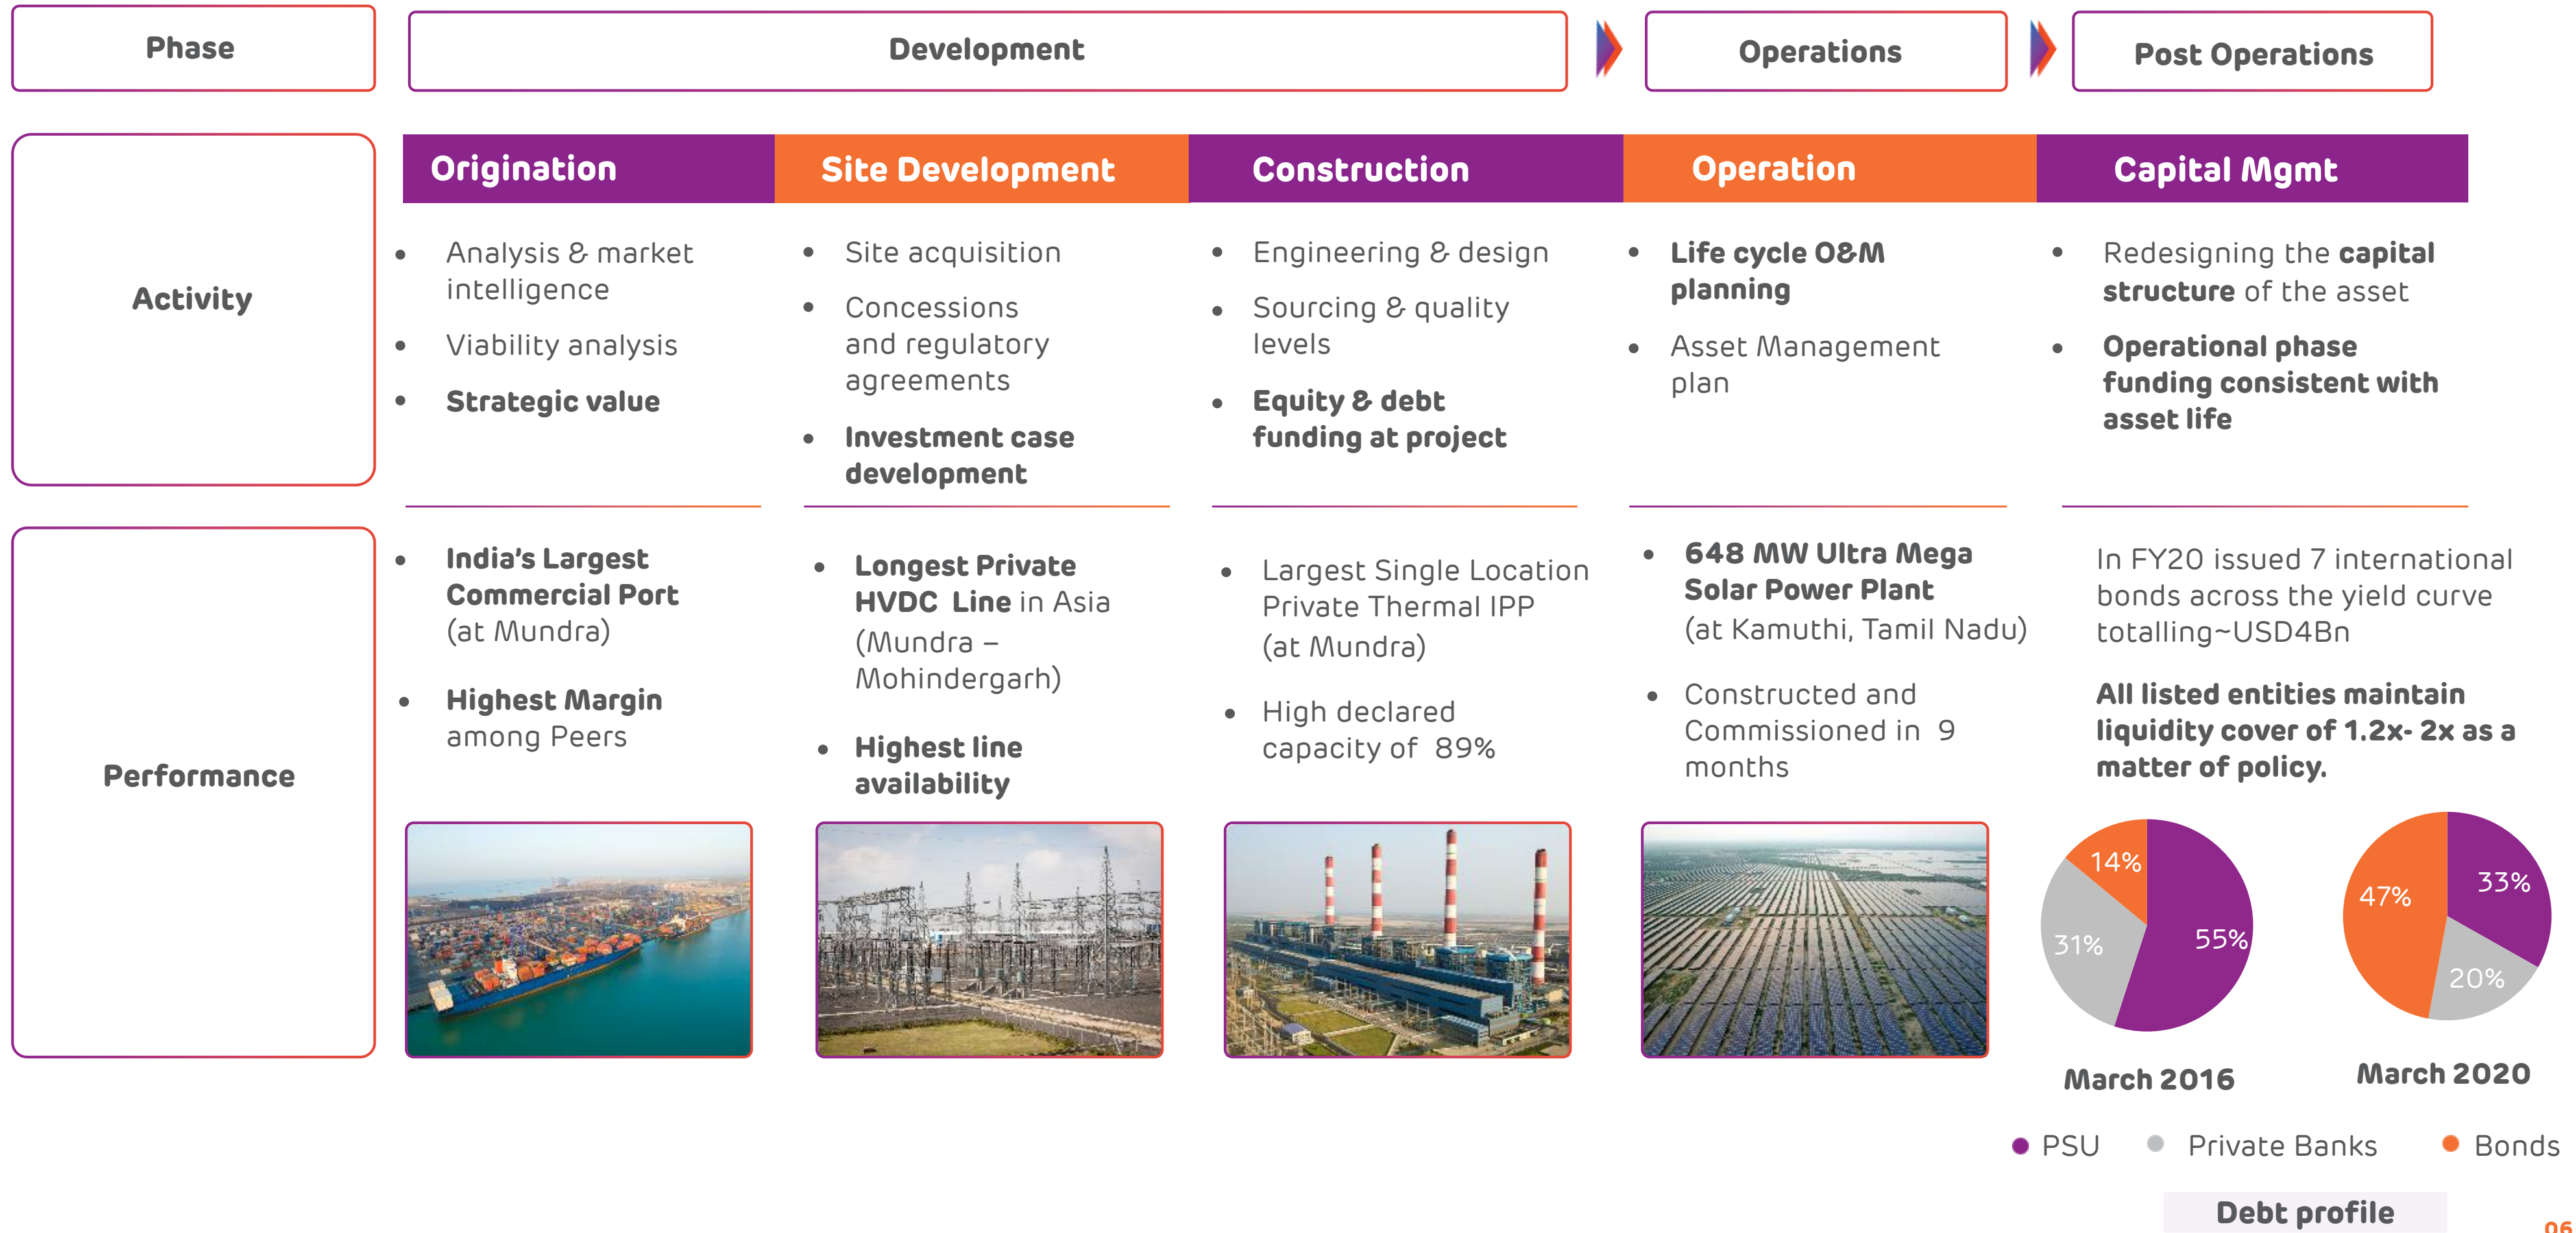 Phase
Development
Operations
Post Operations
Activity
Origination
Site Development
Construction
Operation
Capital Mgmt
• Analysis & market
intelligence
• Viability analysis
• Strategic value
• Site acquisition
• Concessions
and regulatory
agreements
• Investment case
development
• Engineering & design
• Sourcing & quality
levels
• Equity & debt
funding at project
• Life cycle O&M
planning
• Asset Management
plan
• Redesigning the capital
structure of the asset
• Operational phase
funding consistent with
asset life
Performance
• India's Largest
Commercial Port
(at Mundra)
• Highest Margin
among Peers
• Longest Private
HVDC Line in Asia
(Mundra –
Mohindergarh)
• Highest line
availability
• Largest Single Location
Private Thermal IPP
(at Mundra)
• High declared
capacity of 89%
• 648 MW Ultra Mega
Solar Power Plant
(at Kamuthi, Tamil Nadu)
• Constructed and
Commissioned in 9
months
In FY20 issued 7 international
bonds across the yield curve
totalling~USD4Bn
All listed entities maintain
liquidity cover of 1.2x- 2x as a
matter of policy.
14%
31%
55%
March 2016
47%
33%
20%
March 2020
PSU
Private Banks
Bonds
Debt profile
06